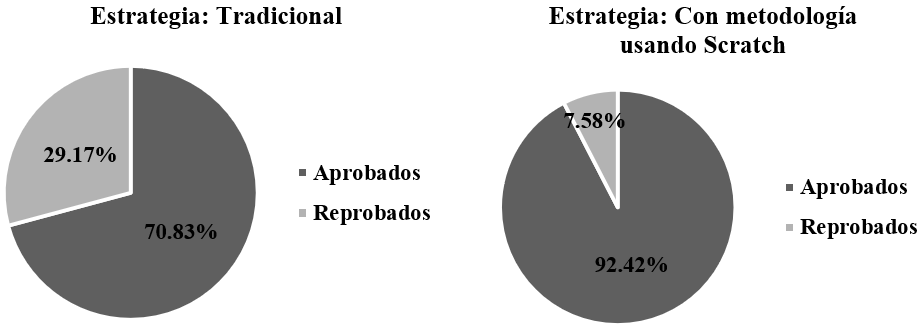 Estrategia: Tradicional
29.17%
70.83%
Aprobados
Reprobados
Estrategia: Con metodología
usando Scratch
7.58%
92.42%
Aprobados
Reprobados